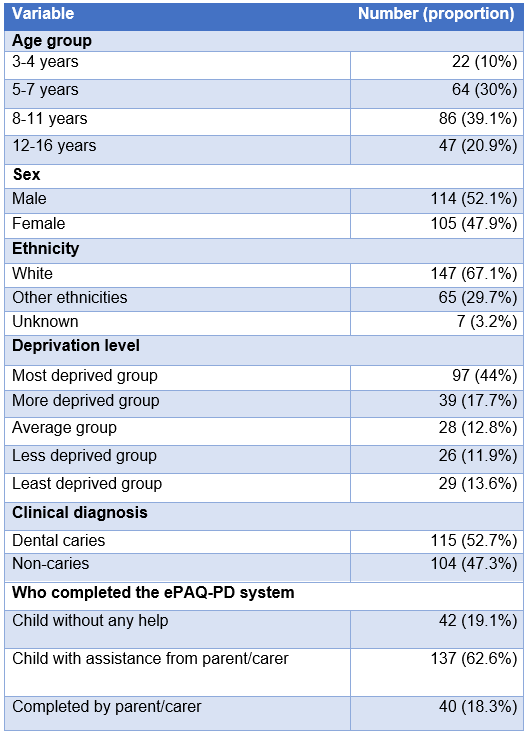 Variable Number (proportion)
Age group
3-4 years 22 (10%)
5-7 years 64 (30%)
8-11 years 86 (39.1%)
12-16 years 47 (20.9%)
Sex
Male 114 (52.1%)
Female 105 (47.9%)
Ethnicity
White 147 (67.1%)
Other ethnicities 65 (29.7%)
Unknown 7 (3.2%)
Deprivation level
Most deprived group 97 (44%)
More deprived group 39 (17.7%)
Average group 28 (12.8%)
Less deprived group 26 (11.9%)
Least deprived group 29 (13.6%)
Clinical diagnosis
Dental caries 115 (52.7%)
Non-caries 104 (47.3%)
Who completed the ePAQ-PD system
Child without any help 42 (19.1%)
Child with assistance from parent/carer 137 (62.6%)
Completed by parent/carer 40 (18.3%)